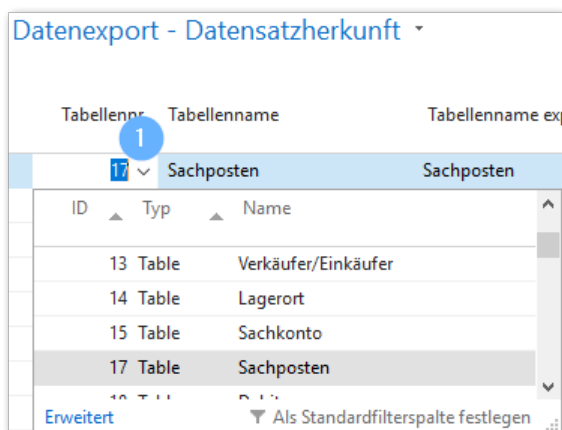 Datenexport - Datensatzherkunft
Tabellennr. Tabellenname Tabellenname exp
1
17 Sachposten Sachposten
ID Typ Name
13 Table Verkäufer/Einkäufer
14 Table Lagerort
15 Table Sachkonto
17 Table Sachposten
Erweitert Als Standardfilterspalte festlegen